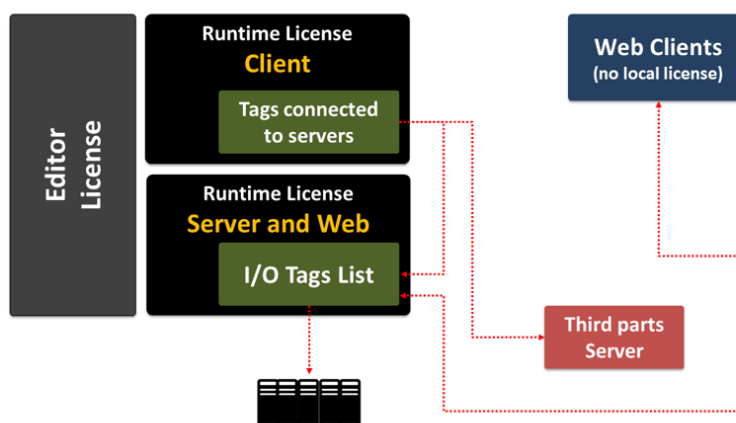 Editor
License
Runtime License
Client
Tags connected
to servers
Runtime License
Server and Web
I/O Tags List
Web Clients
(no local license)
Third parts
Server